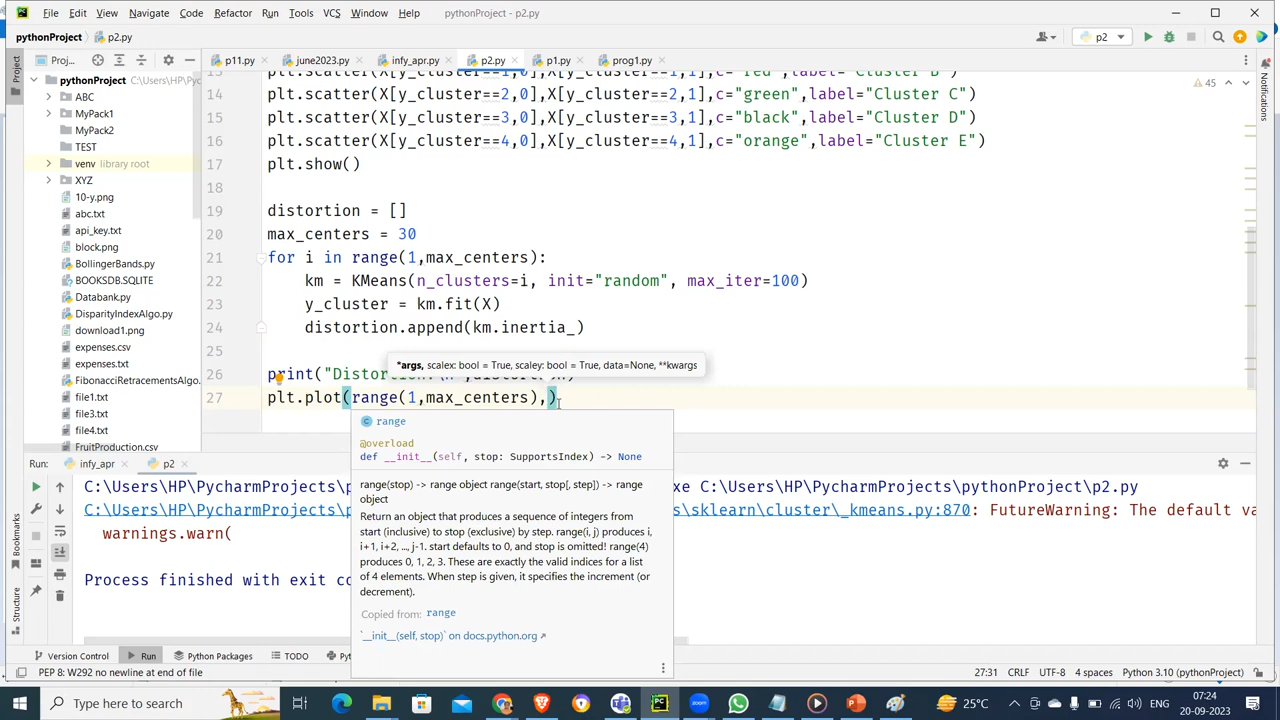 File Edit View Navigate Code Refactor Run Tools VCS Window Help pythonProject - p2.py
pythonProject p2.py p2
Project Proj... p11.py june2023.py infy_apr.py p2.py p1.py prog1.py
pythonProject C:\Users\HP\Pyc
ABC
MyPack1
MyPack2
TEST
venv library root
XYZ
10-y.png
abc.txt
api_key.txt
block.png
BollingerBands.py
BOOKSDB.SQLITE
Databank.py
DisparityIndexAlgo.py
download1.png
expenses.csv
expenses.txt
FibonacciRetracementsAlgo.
file1.txt
file3.txt
file4.txt
FruitProduction.csv
45
14 plt.scatter(X[y_cluster==2,0],X[y_cluster==2,1],c="green",label="Cluster C")
15 plt.scatter(X[y_cluster==3,0],X[y_cluster==3,1],c="black",label="Cluster D")
16 plt.scatter(X[y_cluster==4,0],X[y_cluster==4,1],c="orange",label="Cluster E")
17 plt.show()
18
19 distortion = []
20 max_centers = 30
21 for i in range(1,max_centers):
22 km = KMeans(n_clusters=i, init="random", max_iter=100)
23 y_cluster = km.fit(X)
24 distortion.append(km.inertia_)
25
*args, scalex: bool = True, scaley: bool = True, data=None, **kwargs
26 print(
27 plt.plot(range(1,max_centers),)
range
@overload
def __init__(self, stop: SupportsIndex) -> None
range(stop) -> range object range(start, stop[, step]) -> range
object
Return an object that produces a sequence of integers from
start (inclusive) to stop (exclusive) by step. range(i, j) produces i,
i+1, i+2, ..., j-1. start defaults to 0, and stop is omitted! range(4)
produces 0, 1, 2, 3. These are exactly the valid indices for a list
of 4 elements. When step is given, it specifies the increment (or
decrement).
Copied from: range
`__init__(self, stop)` on docs.python.org
Notifications
Bookmarks
Structure
Run: infy_apr p2
C:\Users\HP\PycharmProjects\p
xe C:\Users\HP\PycharmProjects\pythonProject\p2.py
C:\Users\HP\PycharmProjects\p
s\sklearn\cluster\_kmeans.py:870: FutureWarning: The default va
warnings.warn(
Process finished with exit co
Version Control Run Python Packages TODO Pyt
PEP 8: W292 no newline at end of file 27:31 CRLF UTF-8 4 spaces Python 3.10 (pythonProject)
Type here to search 25°C ENG 07:24
20-09-2023